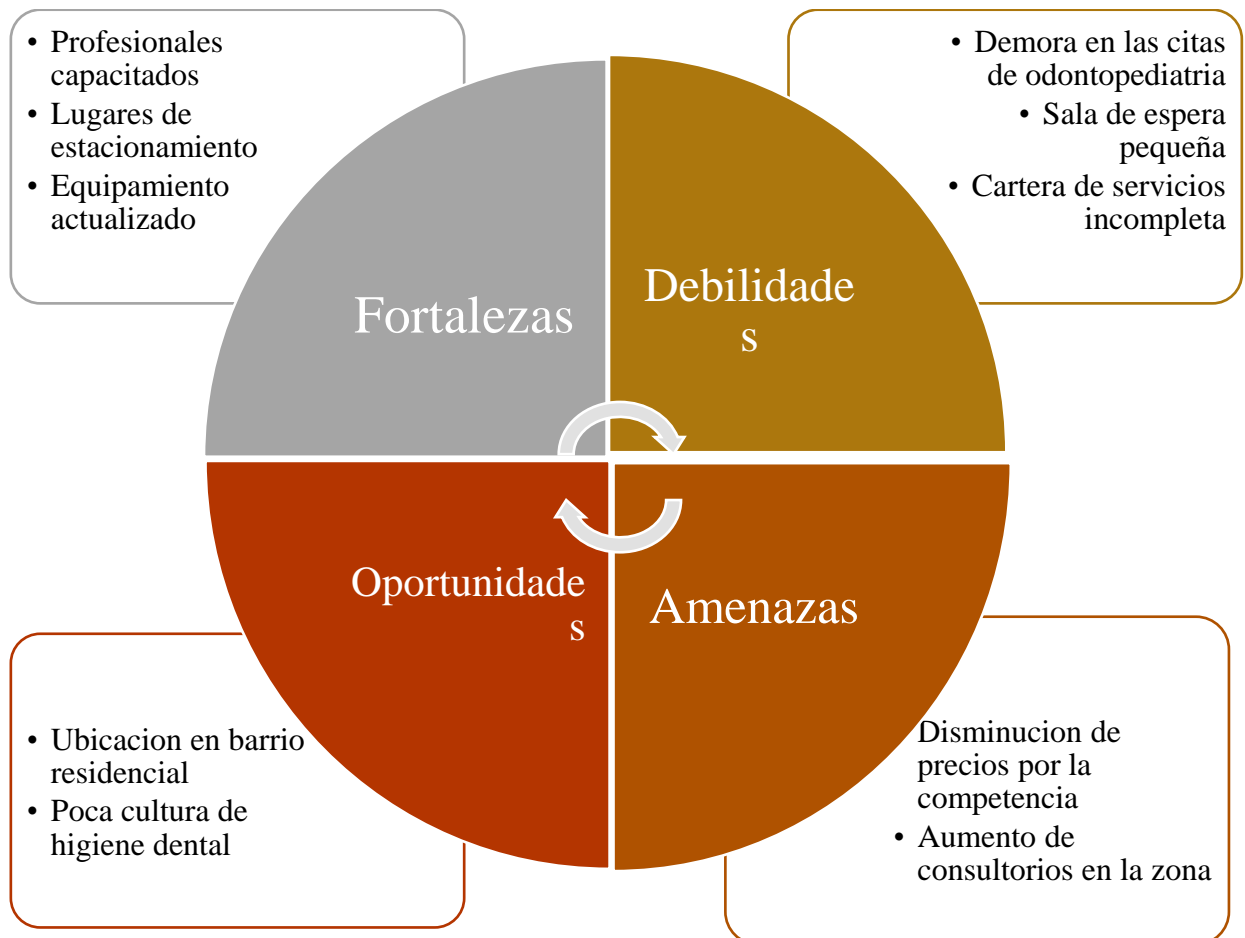 • Profesionales
capacitados
• Lugares de
estacionamiento
• Equipamiento
actualizado
• Demora en las citas
de odontopediatria
• Sala de espera
pequeña
• Cartera de servicios
incompleta
Fortalezas
Debilidade
s
Oportunidade
s
Amenazas
• Ubicacion en barrio
residencial
• Poca cultura de
higiene dental
Disminucion de
precios por la
competencia
• Aumento de
consultorios en la zona